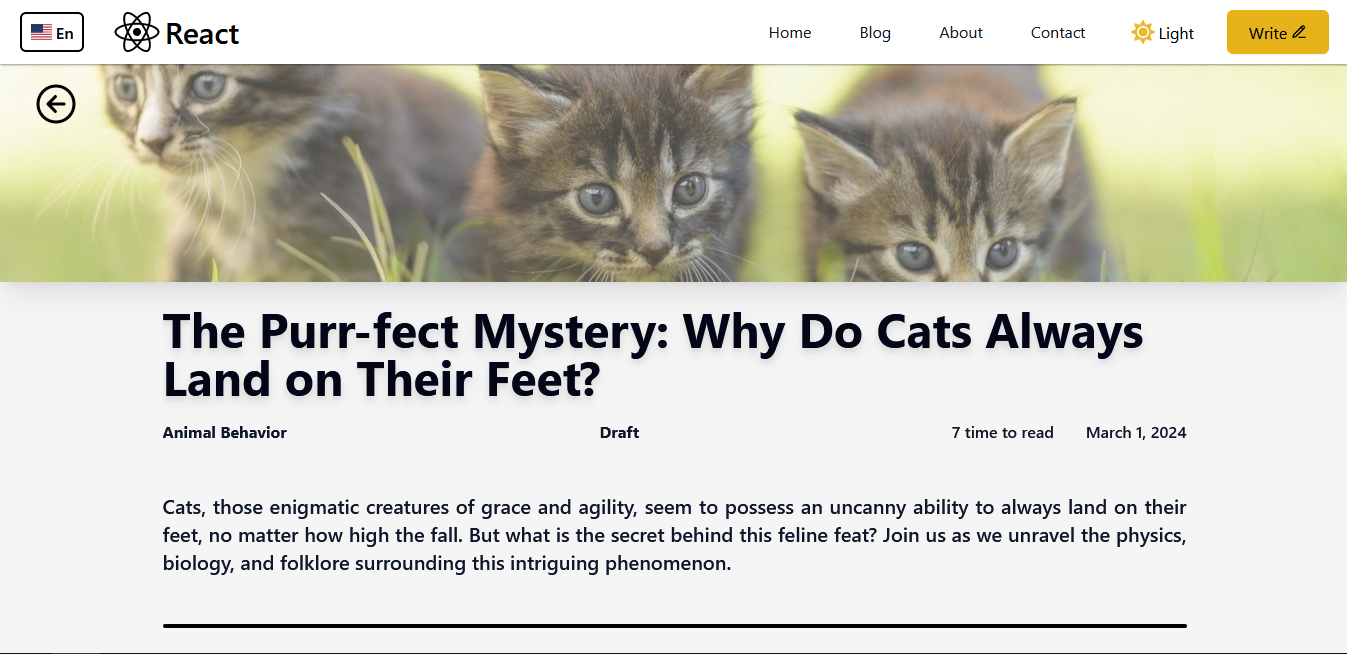 En
React
Home
Blog
About
Contact
Light
Write
The Purr-fect Mystery: Why Do Cats Always
Land on Their Feet?
Animal Behavior
Draft
7 time to read
March 1, 2024
Cats, those enigmatic creatures of grace and agility, seem to possess an uncanny ability to always land on their
feet, no matter how high the fall. But what is the secret behind this feline feat? Join us as we unravel the physics,
biology, and folklore surrounding this intriguing phenomenon.